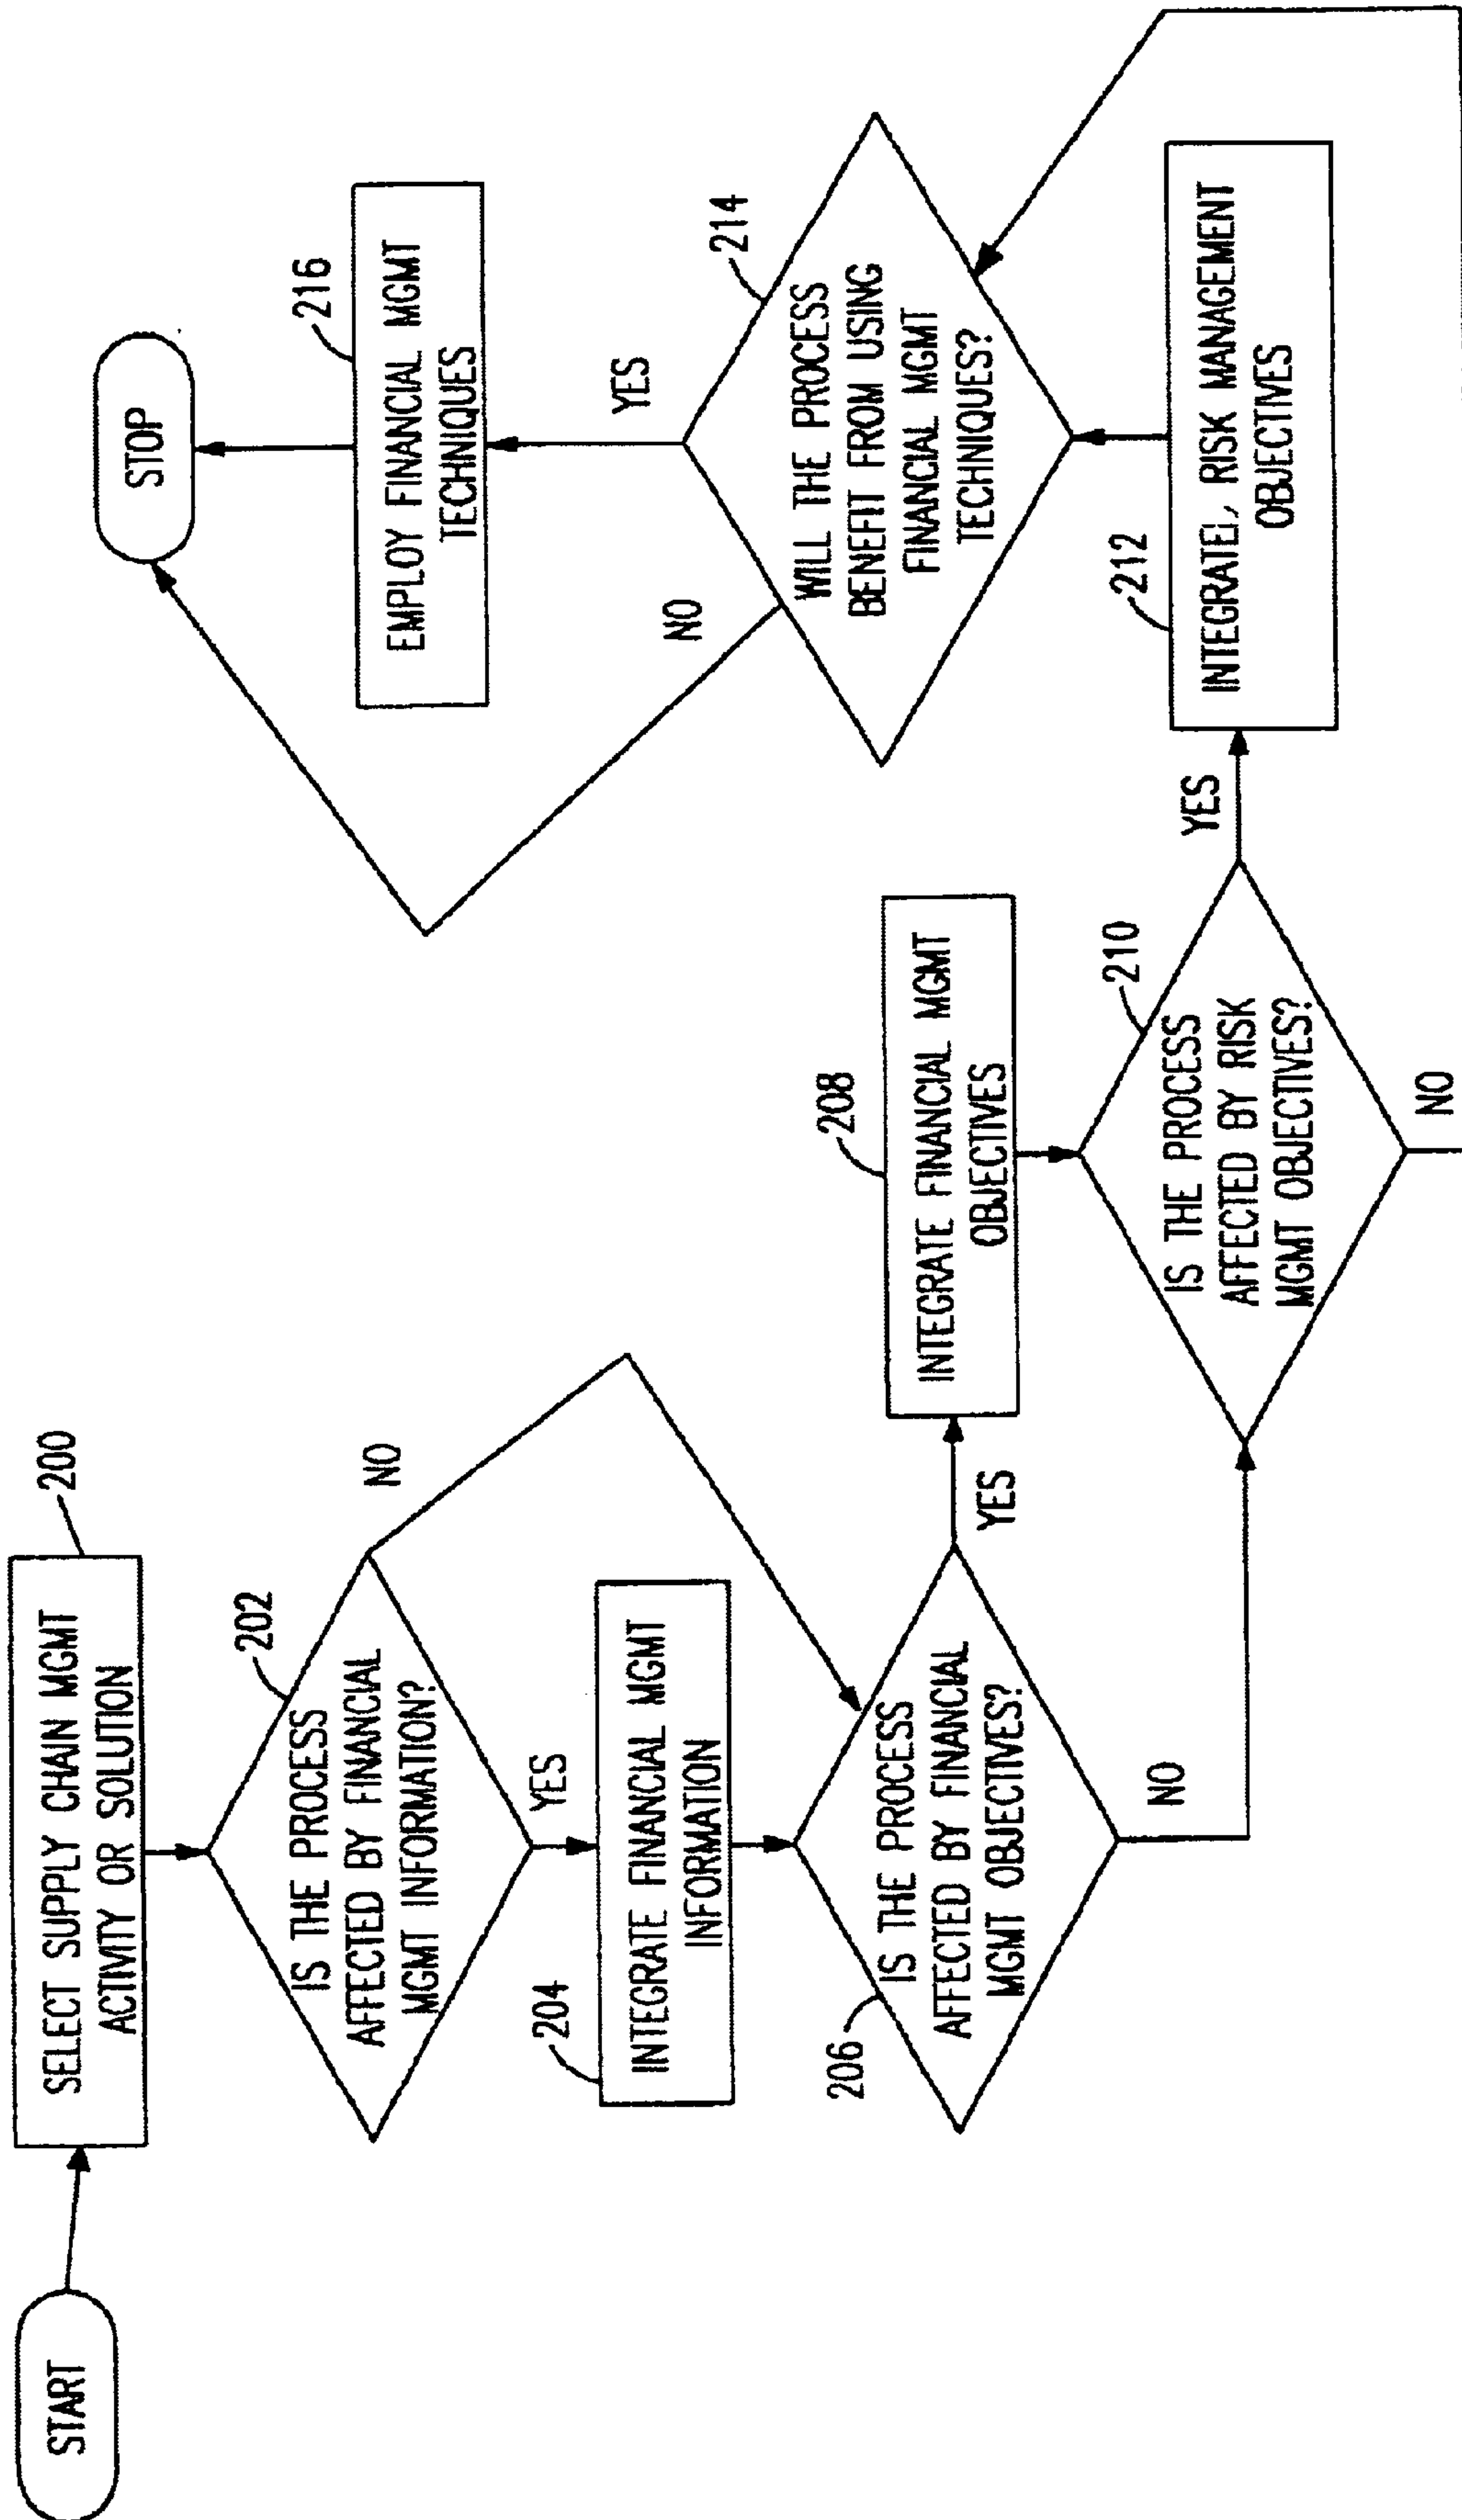 START
SELECT SUPPLY CHAIN MGMT
ACTIVITY OR SOLUTION
200
202
IS THE PROCESS
AFFECTED BY FINANCIAL
MGMT INFORMATION?
NO
YES
204
INTEGRATE FINANCIAL MGMT
INFORMATION
206
IS THE PROCESS
AFFECTED BY FINANCIAL
MGMT OBJECTIVES?
YES
NO
208
INTEGRATE FINANCIAL MGMT
OBJECTIVES
210
IS THE PROCESS
AFFECTED BY RISK
MGMT OBJECTIVES?
YES
NO
212
INTEGRATE, RISK MANAGEMENT
OBJECTIVES
214
WILL THE PROCESS
BENEFIT FROM USING
FINANCIAL MGMT
TECHNIQUES?
NO
YES
216
EMPLOY FINANCIAL MGMT
TECHNIQUES
STOP